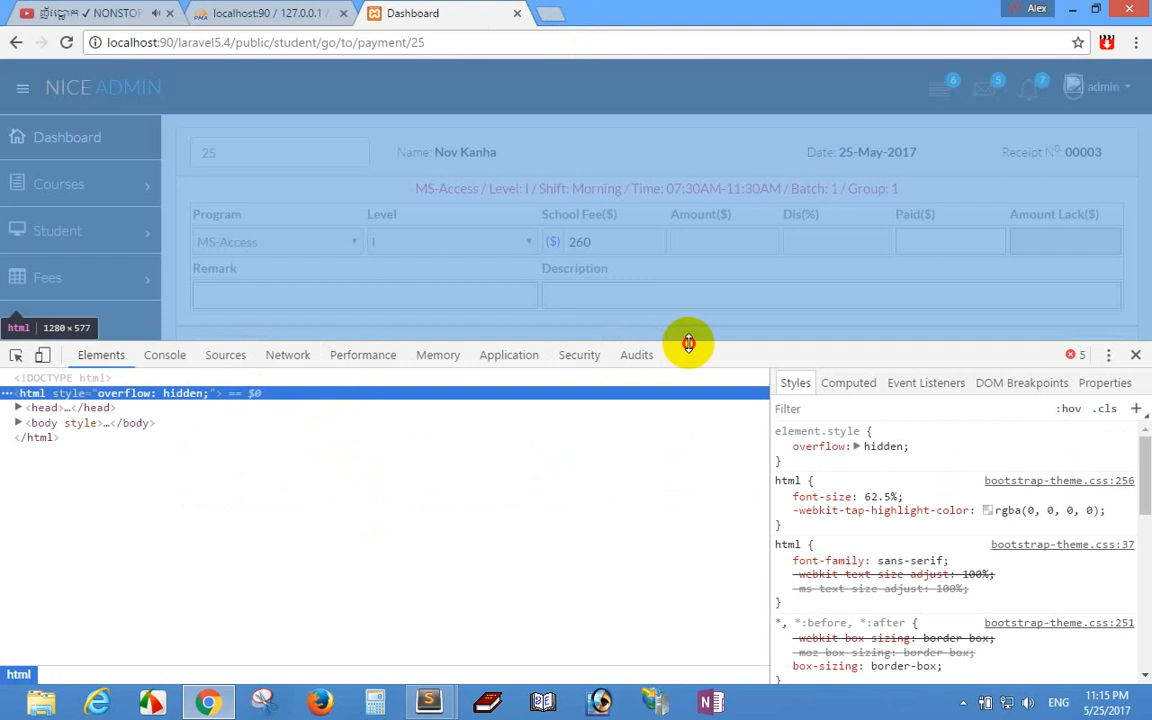 ✓ NONSTOP
localhost:90 / 127.0.0.1 /
Dashboard
Alex
localhost:90/laravel5.4/public/student/go/to/payment/25
NICE ADMIN
6
5
7
admin
Dashboard
Courses
Student
Fees
25
Name: Nov Kanha
Date: 25-May-2017
Receipt Nº: 00003
MS-Access / Level: I / Shift: Morning / Time: 07:30AM-11:30AM / Batch: 1 / Group: 1
Program
Level
School Fee($)
Amount($)
Dis(%)
Paid($)
Amount Lack($)
MS-Access
I
($)
260
Remark
Description
html
1280 × 577
Elements
Console
Sources
Network
Performance
Memory
Application
Security
Audits
5
<!DOCTYPE html>
<html style="overflow: hidden;"> == $0
<head>…</head>
<body style>…</body>
</html>
html
Styles
Computed
Event Listeners
DOM Breakpoints
Properties
Filter
:hov
.cls
+
element.style {
overflow: hidden;
}
html {
bootstrap-theme.css:256
font-size: 62.5%;
-webkit-tap-highlight-color: rgba(0, 0, 0, 0);
}
html {
bootstrap-theme.css:37
font-family: sans-serif;
-webkit-text-size-adjust: 100%;
-ms-text-size-adjust: 100%;
}
*, *:before, *:after {
bootstrap-theme.css:251
-webkit-box-sizing: border-box;
-moz-box-sizing: border-box;
box-sizing: border-box;
}
ENG
11:15 PM
5/25/2017